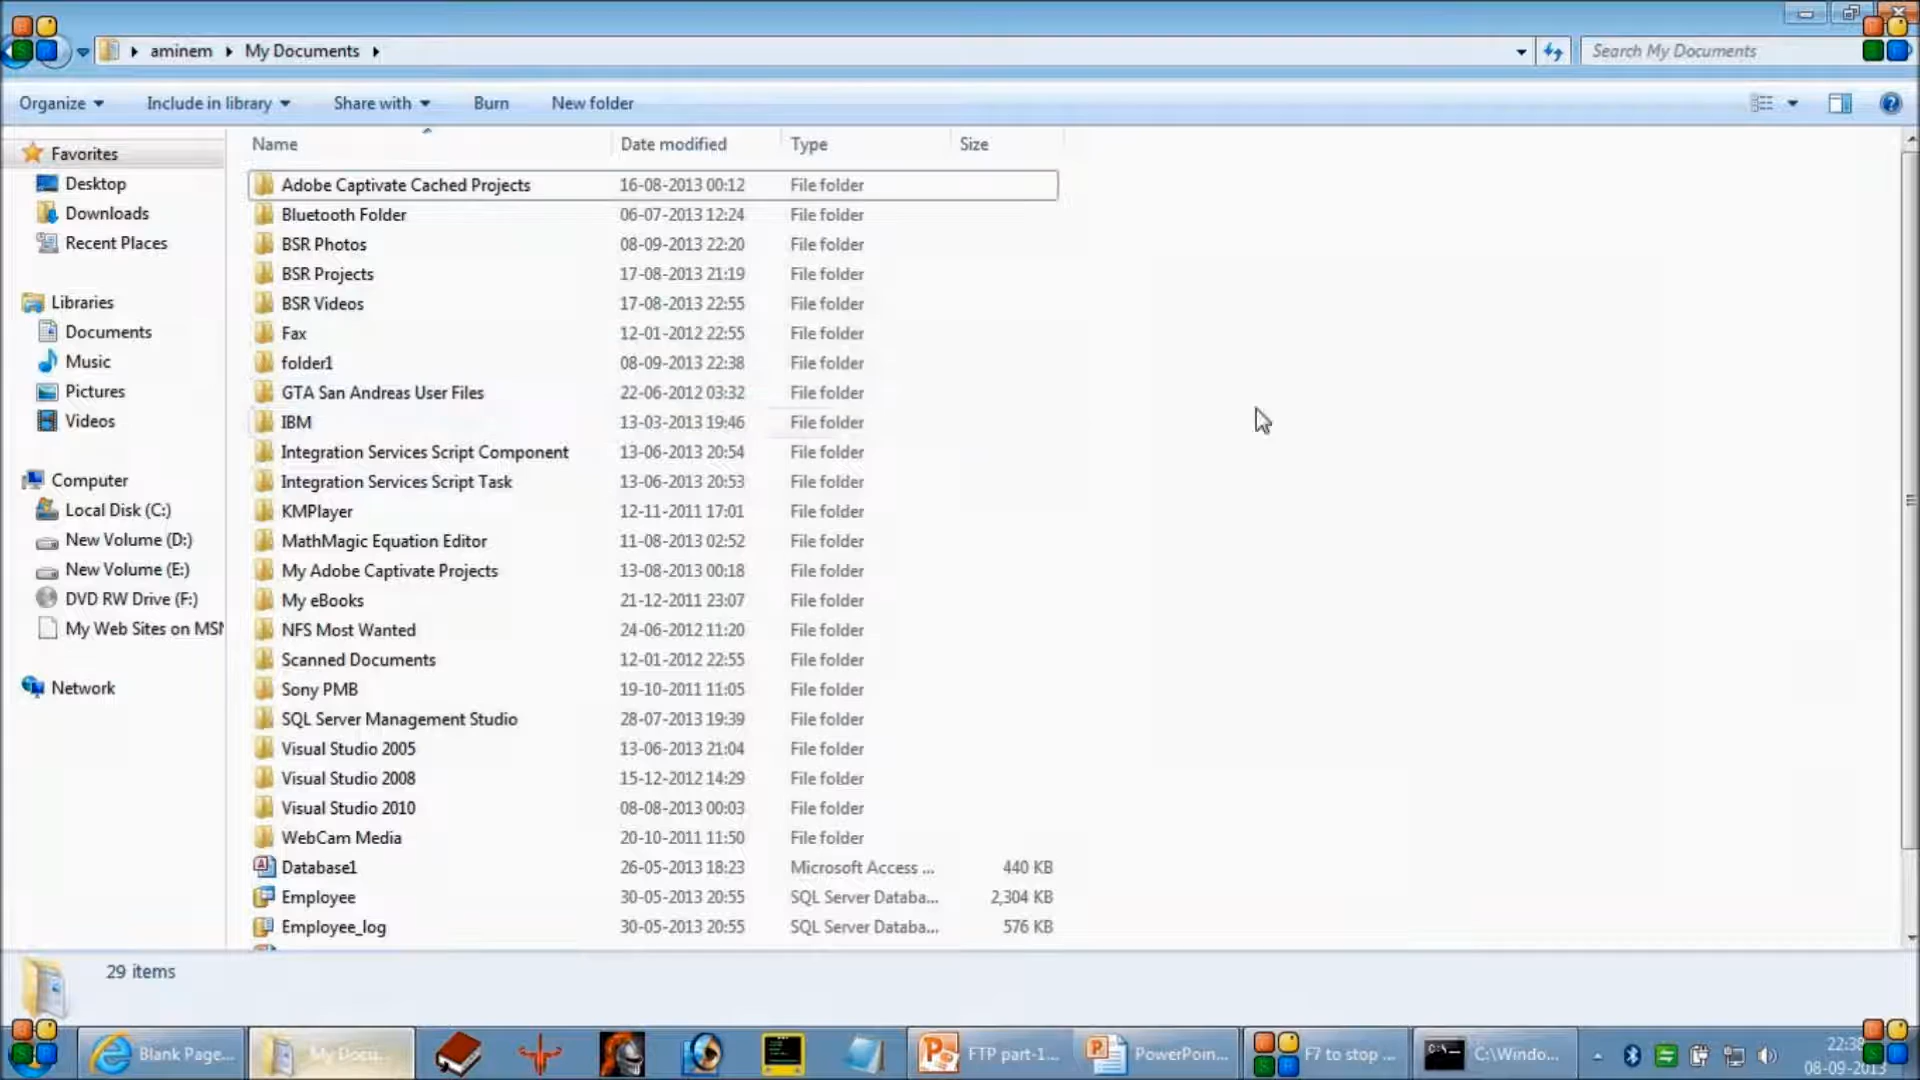 aminem My Documents
Search My Documents
Organize Include in library Share with Burn New folder
Name Date modified Type Size
Favorites
Desktop
Downloads
Recent Places
Libraries
Documents
Music
Pictures
Videos
Computer
Local Disk (C:)
New Volume (D:)
New Volume (E:)
DVD RW Drive (F:)
My Web Sites on MSN
Network
Adobe Captivate Cached Projects 16-08-2013 00:12 File folder
Bluetooth Folder 06-07-2013 12:24 File folder
BSR Photos 08-09-2013 22:20 File folder
BSR Projects 17-08-2013 21:19 File folder
BSR Videos 17-08-2013 22:55 File folder
Fax 12-01-2012 22:55 File folder
folder1 08-09-2013 22:38 File folder
GTA San Andreas User Files 22-06-2012 03:32 File folder
IBM 13-03-2013 19:46 File folder
Integration Services Script Component 13-06-2013 20:54 File folder
Integration Services Script Task 13-06-2013 20:53 File folder
KMPlayer 12-11-2011 17:01 File folder
MathMagic Equation Editor 11-08-2013 02:52 File folder
My Adobe Captivate Projects 13-08-2013 00:18 File folder
My eBooks 21-12-2011 23:07 File folder
NFS Most Wanted 24-06-2012 11:20 File folder
Scanned Documents 12-01-2012 22:55 File folder
Sony PMB 19-10-2011 11:05 File folder
SQL Server Management Studio 28-07-2013 19:39 File folder
Visual Studio 2005 13-06-2013 21:04 File folder
Visual Studio 2008 15-12-2012 14:29 File folder
Visual Studio 2010 08-08-2013 00:03 File folder
WebCam Media 20-10-2011 11:50 File folder
Database1 26-05-2013 18:23 Microsoft Access ... 440 KB
Employee 30-05-2013 20:55 SQL Server Databa... 2,304 KB
Employee_log 30-05-2013 20:55 SQL Server Databa... 576 KB
29 items
Blank Page... My Docu... FTP part-1... PowerPoin... F7 to stop ... C:\Windo...
22:38
08-09-2013